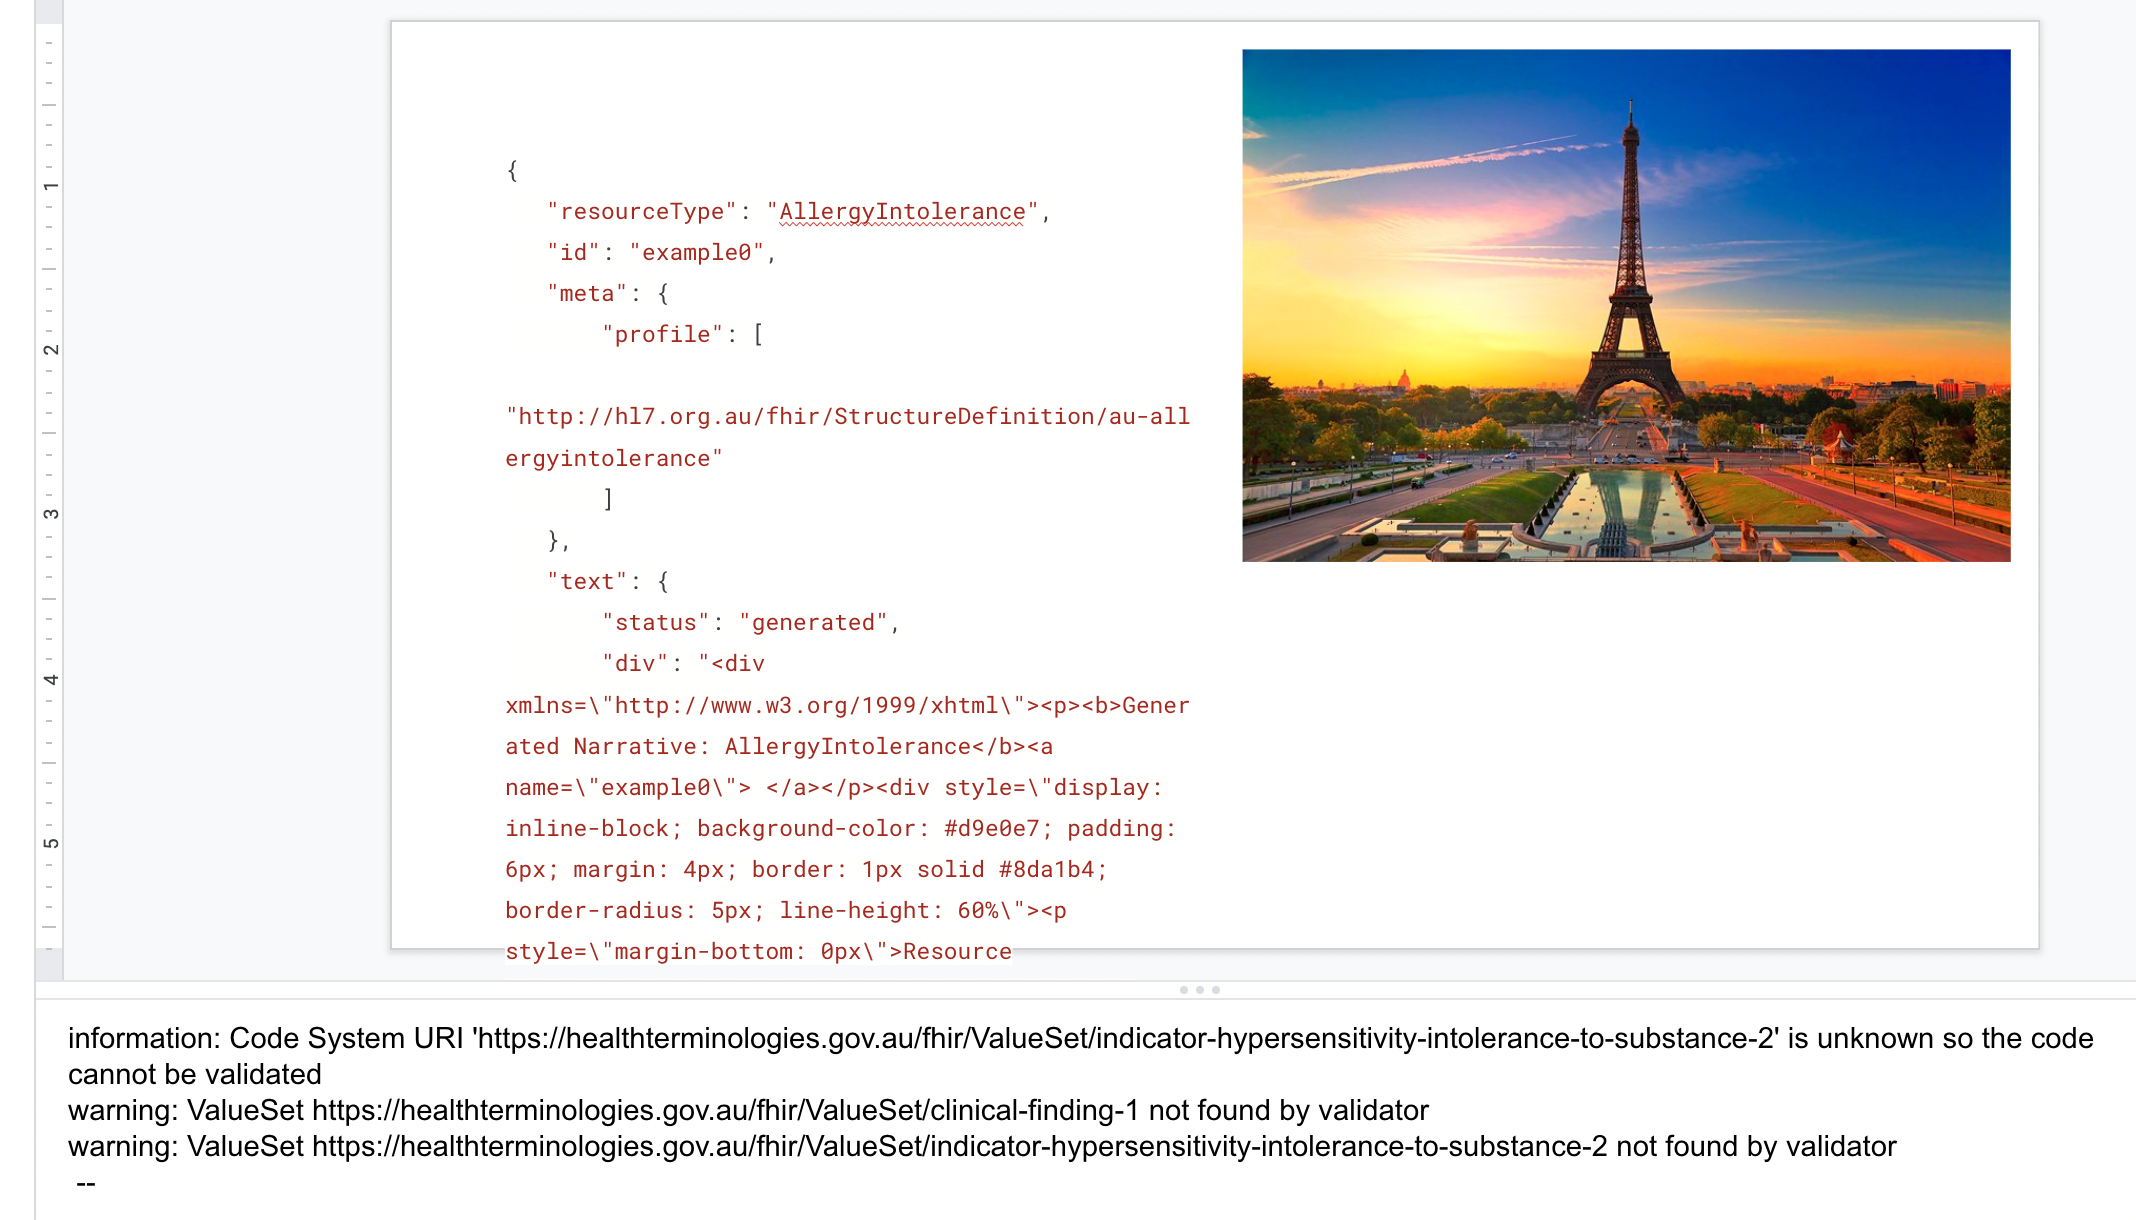 1
2
3
4
5
{
"resourceType": "AllergyIntolerance",
"id": "example0",
"meta": {
"profile": [
"http://hl7.org.au/fhir/StructureDefinition/au-all
ergyintolerance"
]
},
"text": {
"status": "generated",
"div": "<div
xmlns=\"http://www.w3.org/1999/xhtml\"><p><b>Gener
ated Narrative: AllergyIntolerance</b><a
name=\"example0\"> </a></p><div style=\"display:
inline-block; background-color: #d9e0e7; padding:
6px; margin: 4px; border: 1px solid #8da1b4;
border-radius: 5px; line-height: 60%\"><p
style=\"margin-bottom: 0px\">Resource
information: Code System URI 'https://healthterminologies.gov.au/fhir/ValueSet/indicator-hypersensitivity-intolerance-to-substance-2' is unknown so the code
cannot be validated
warning: ValueSet https://healthterminologies.gov.au/fhir/ValueSet/clinical-finding-1 not found by validator
warning: ValueSet https://healthterminologies.gov.au/fhir/ValueSet/indicator-hypersensitivity-intolerance-to-substance-2 not found by validator
--